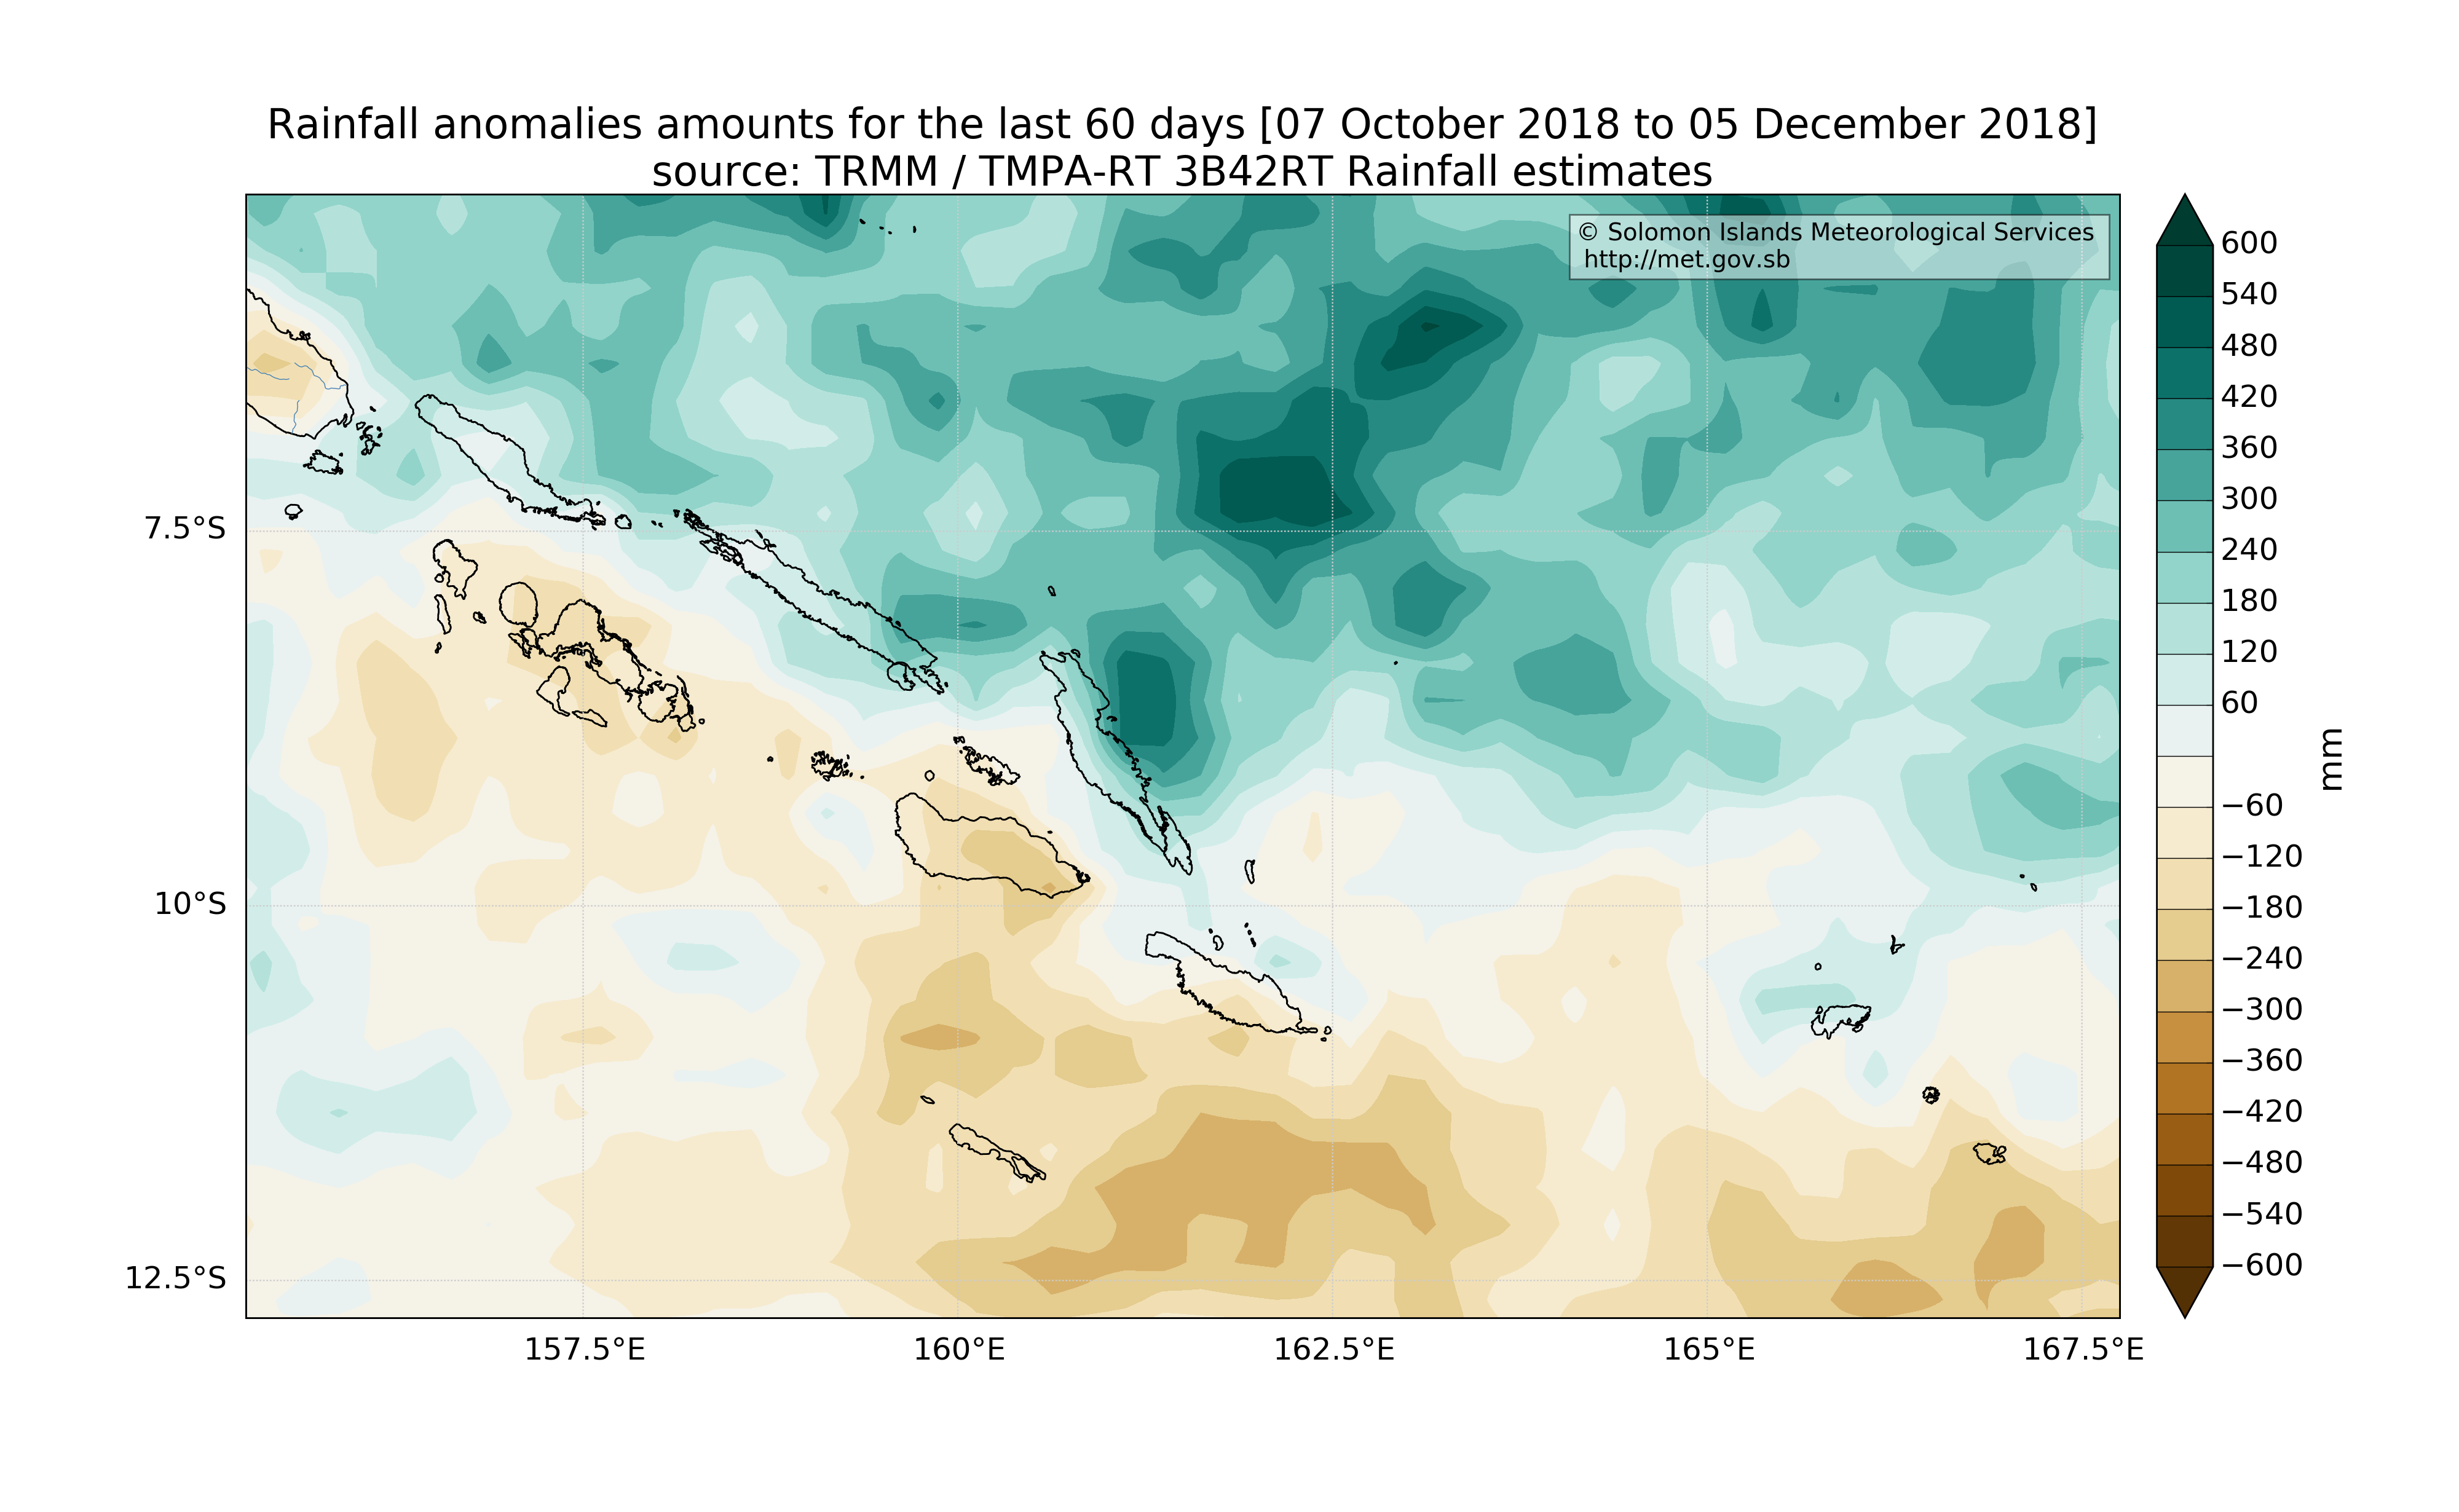 Rainfall anomalies amounts for the last 60 days [07 October 2018 to 05 December 2018]
source: TRMM / TMPA-RT 3B42RT Rainfall estimates
© Solomon Islands Meteorological Services
http://met.gov.sb
7.5°S
10°S
12.5°S
157.5°E
160°E
162.5°E
165°E
167.5°E
600
540
480
420
360
300
240
180
120
60
−60
−120
−180
−240
−300
−360
−420
−480
−540
−600
mm